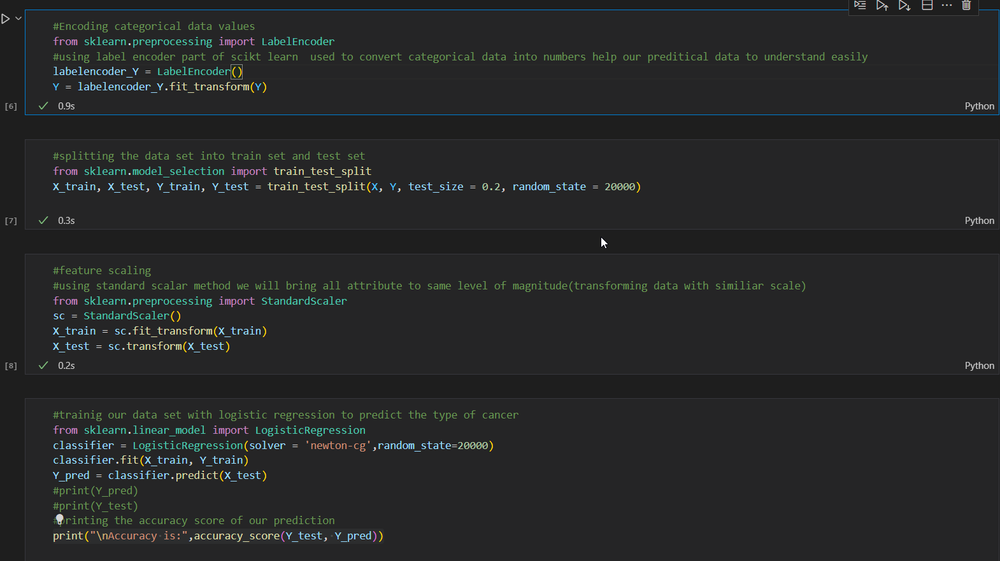 #Encoding categorical data values
from sklearn.preprocessing import LabelEncoder
#using label encoder part of scikt learn  used to convert categorical data into numbers help our preditical data to understand easily
labelencoder_Y = LabelEncoder()
Y = labelencoder_Y.fit_transform(Y)
[6] 0.9s Python
#splitting the data set into train set and test set
from sklearn.model_selection import train_test_split
X_train, X_test, Y_train, Y_test = train_test_split(X, Y, test_size = 0.2, random_state = 20000)
[7] 0.3s Python
#feature scaling
#using standard scalar method we will bring all attribute to same level of magnitude(transforming data with similiar scale)
from sklearn.preprocessing import StandardScaler
sc = StandardScaler()
X_train = sc.fit_transform(X_train)
X_test = sc.transform(X_test)
[8] 0.2s Python
#trainig our data set with logistic regression to predict the type of cancer
from sklearn.linear_model import LogisticRegression
classifier = LogisticRegression(solver = 'newton-cg',random_state=20000)
classifier.fit(X_train, Y_train)
Y_pred = classifier.predict(X_test)
#print(Y_pred)
#print(Y_test)
#printing the accuracy score of our prediction
print("\nAccuracy is:",accuracy_score(Y_test, Y_pred))